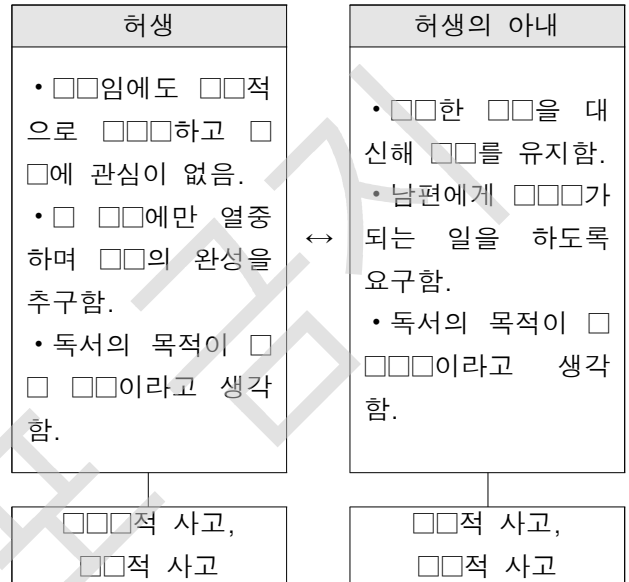 허생
• □□임에도 □□적
으로 □□□하고 □
□에 관심이 없음.
• □ □□에만 열중
하며 □□의 완성을
추구함.
• 독서의 목적이 □
□ □□이라고 생각
함.
□□□적 사고,
□□적 사고
↔
허생의 아내
• □□한 □□을 대
신해 □□를 유지함.
• 남편에게 □□□가
되는 일을 하도록
요구함.
• 독서의 목적이 □
□□□이라고 생각
함.
□□적 사고,
□□적 사고
금지